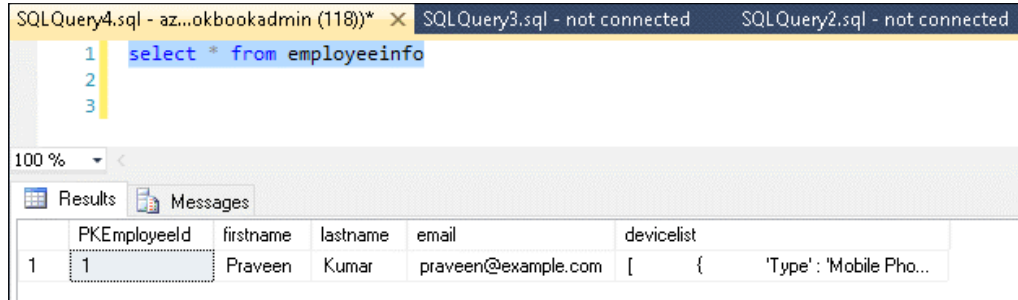 SQLQuery4.sql - az...okbookadmin (118))* SQLQuery3.sql - not connected SQLQuery2.sql - not connected
1 select * from employeeinfo
2
3
100 %
Results Messages
PKEmployeeId firstname lastname email devicelist
1 1 Praveen Kumar praveen@example.com [ { 'Type' : 'Mobile Pho...